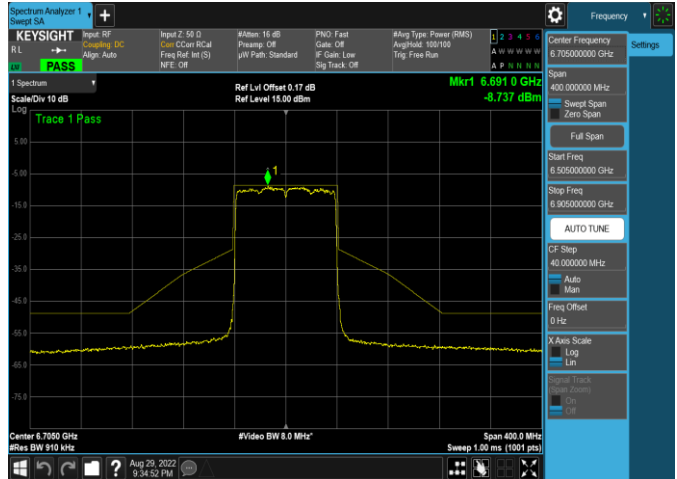 Spectrum Analyzer 1
Swept SA
Frequency
KEYSIGHT
RL
PASS
Input: RF
Coupling: DC
Align: Auto
Input Z: 50 Ω
Corr CCorr RCal
Freq Ref: Int (S)
NFE: Off
#Atten: 16 dB
Preamp: Off
µW Path: Standard
PNO: Fast
Gate: Off
IF Gain: Low
Sig Track: Off
#Avg Type: Power (RMS)
Avg|Hold: 100/100
Trig: Free Run
1 2 3 4 5 6
A W W W W W
A P N N N N
1 Spectrum
Scale/Div 10 dB
Log
Ref Lvl Offset 0.17 dB
Ref Level 15.00 dBm
Mkr1 6.691 0 GHz
-8.737 dBm
Trace 1 Pass
1
5.00
-5.00
-15.0
-25.0
-35.0
-45.0
-55.0
-65.0
-75.0
Center 6.7050 GHz
#Res BW 910 kHz
#Video BW 8.0 MHz*
Span 400.0 MHz
Sweep 1.00 ms (1001 pts)
Aug 29, 2022
9:34:52 PM
Center Frequency
6.705000000 GHz
Settings
Span
400.000000 MHz
Swept Span
Zero Span
Full Span
Start Freq
6.505000000 GHz
Stop Freq
6.905000000 GHz
AUTO TUNE
CF Step
40.000000 MHz
Auto
Man
Freq Offset
0 Hz
X Axis Scale
Log
Lin
Signal Track
(Span Zoom)
On
Off